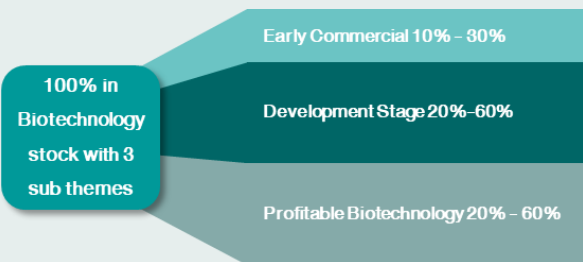 100% in
Biotechnology
stock with 3
sub themes
Early Commercial 10% - 30%
Development Stage 20%-60%
Profitable Biotechnology 20% - 60%